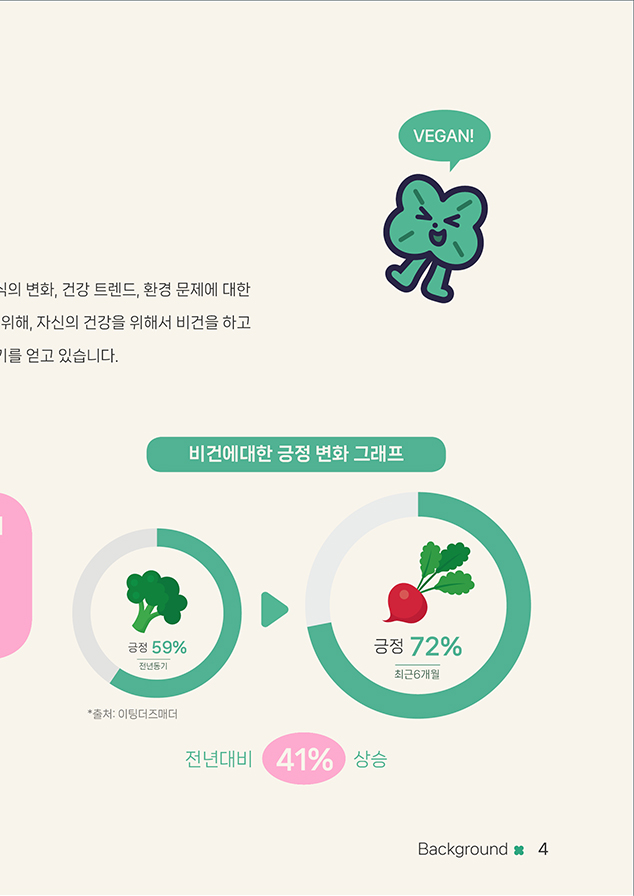 VEGAN!
식의 변화, 건강 트렌드, 환경 문제에 대한
위해, 자신의 건강을 위해서 비건을 하고
기를 얻고 있습니다.
비건에대한 긍정 변화 그래프
긍정 59%
전년동기
긍정 72%
최근6개월
*출처: 이팅더즈매더
전년대비 41% 상승
Background 4